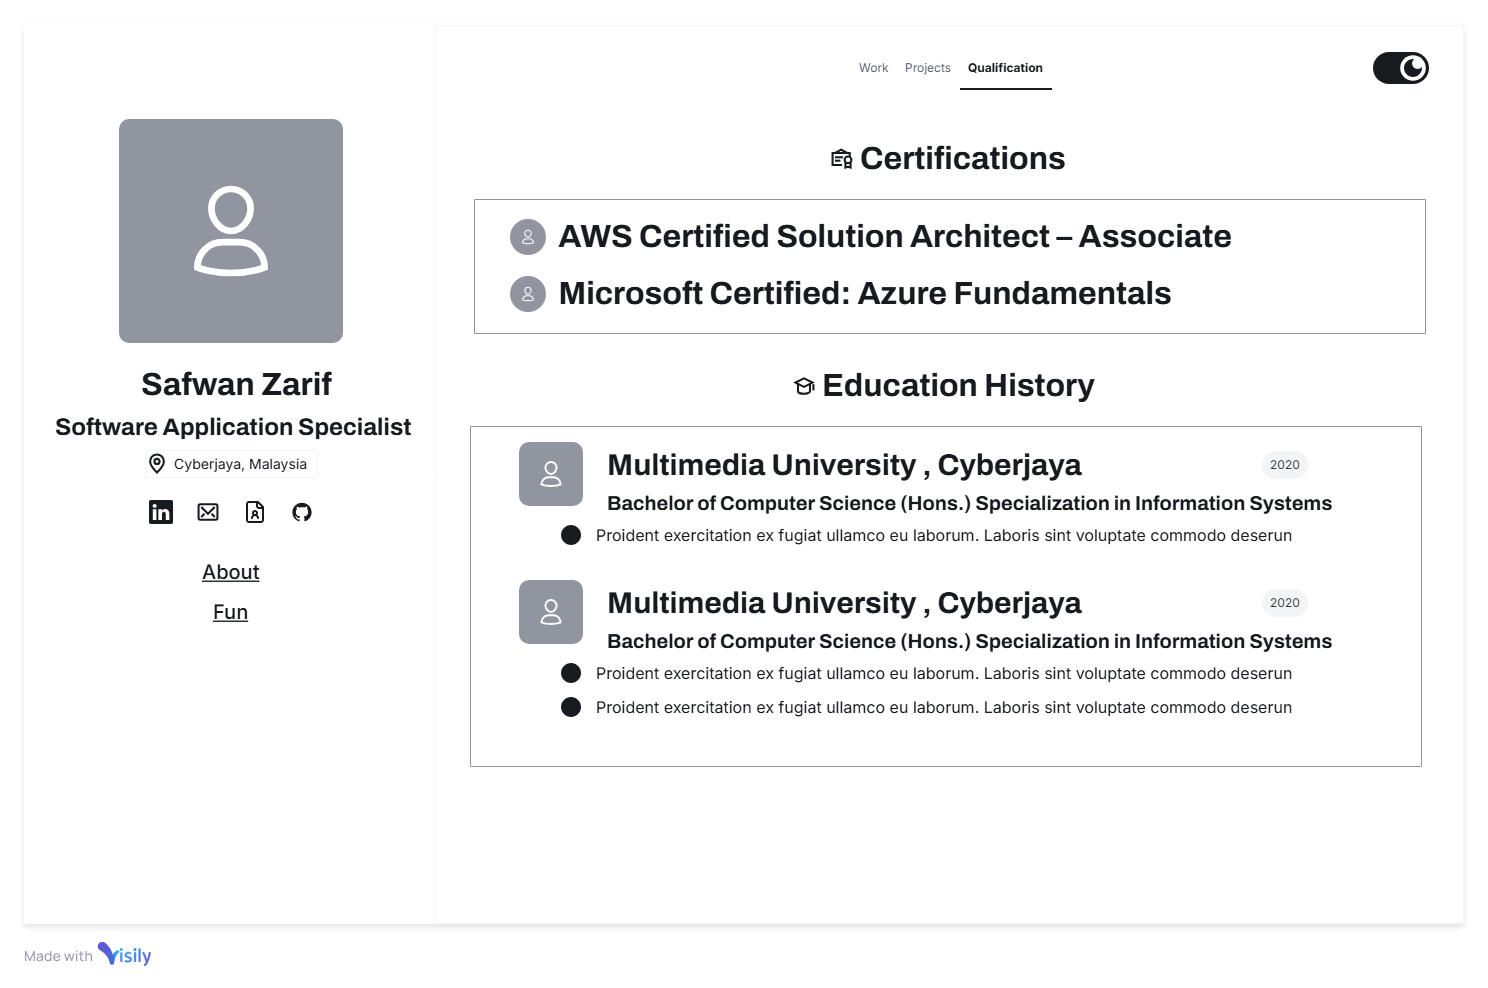 Work Projects Qualification
Certifications
AWS Certified Solution Architect – Associate
Microsoft Certified: Azure Fundamentals
Safwan Zarif
Software Application Specialist
Cyberjaya, Malaysia
in
About
Fun
Education History
Multimedia University , Cyberjaya 2020
Bachelor of Computer Science (Hons.) Specialization in Information Systems
Proident exercitation ex fugiat ullamco eu laborum. Laboris sint voluptate commodo deserun
Multimedia University , Cyberjaya 2020
Bachelor of Computer Science (Hons.) Specialization in Information Systems
Proident exercitation ex fugiat ullamco eu laborum. Laboris sint voluptate commodo deserun
Proident exercitation ex fugiat ullamco eu laborum. Laboris sint voluptate commodo deserun
Made with Visily